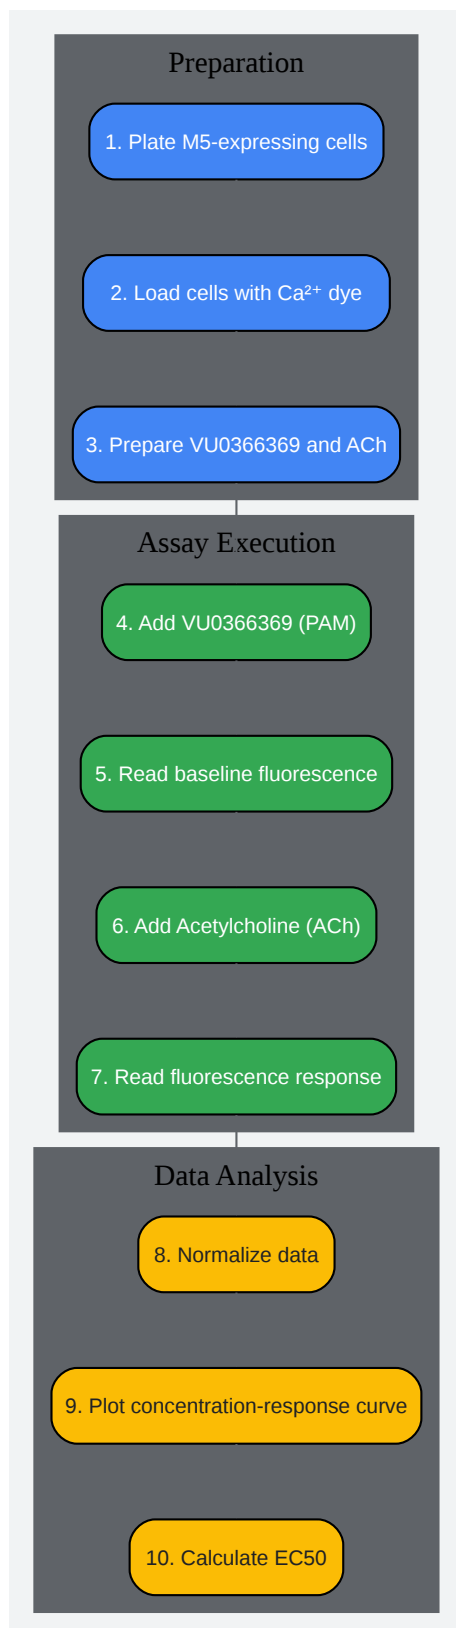 Preparation
1. Plate M5-expressing cells
2. Load cells with Ca²⁺ dye
3. Prepare VU0366369 and ACh
Assay Execution
4. Add VU0366369 (PAM)
5. Read baseline fluorescence
6. Add Acetylcholine (ACh)
7. Read fluorescence response
Data Analysis
8. Normalize data
9. Plot concentration-response curve
10. Calculate EC50